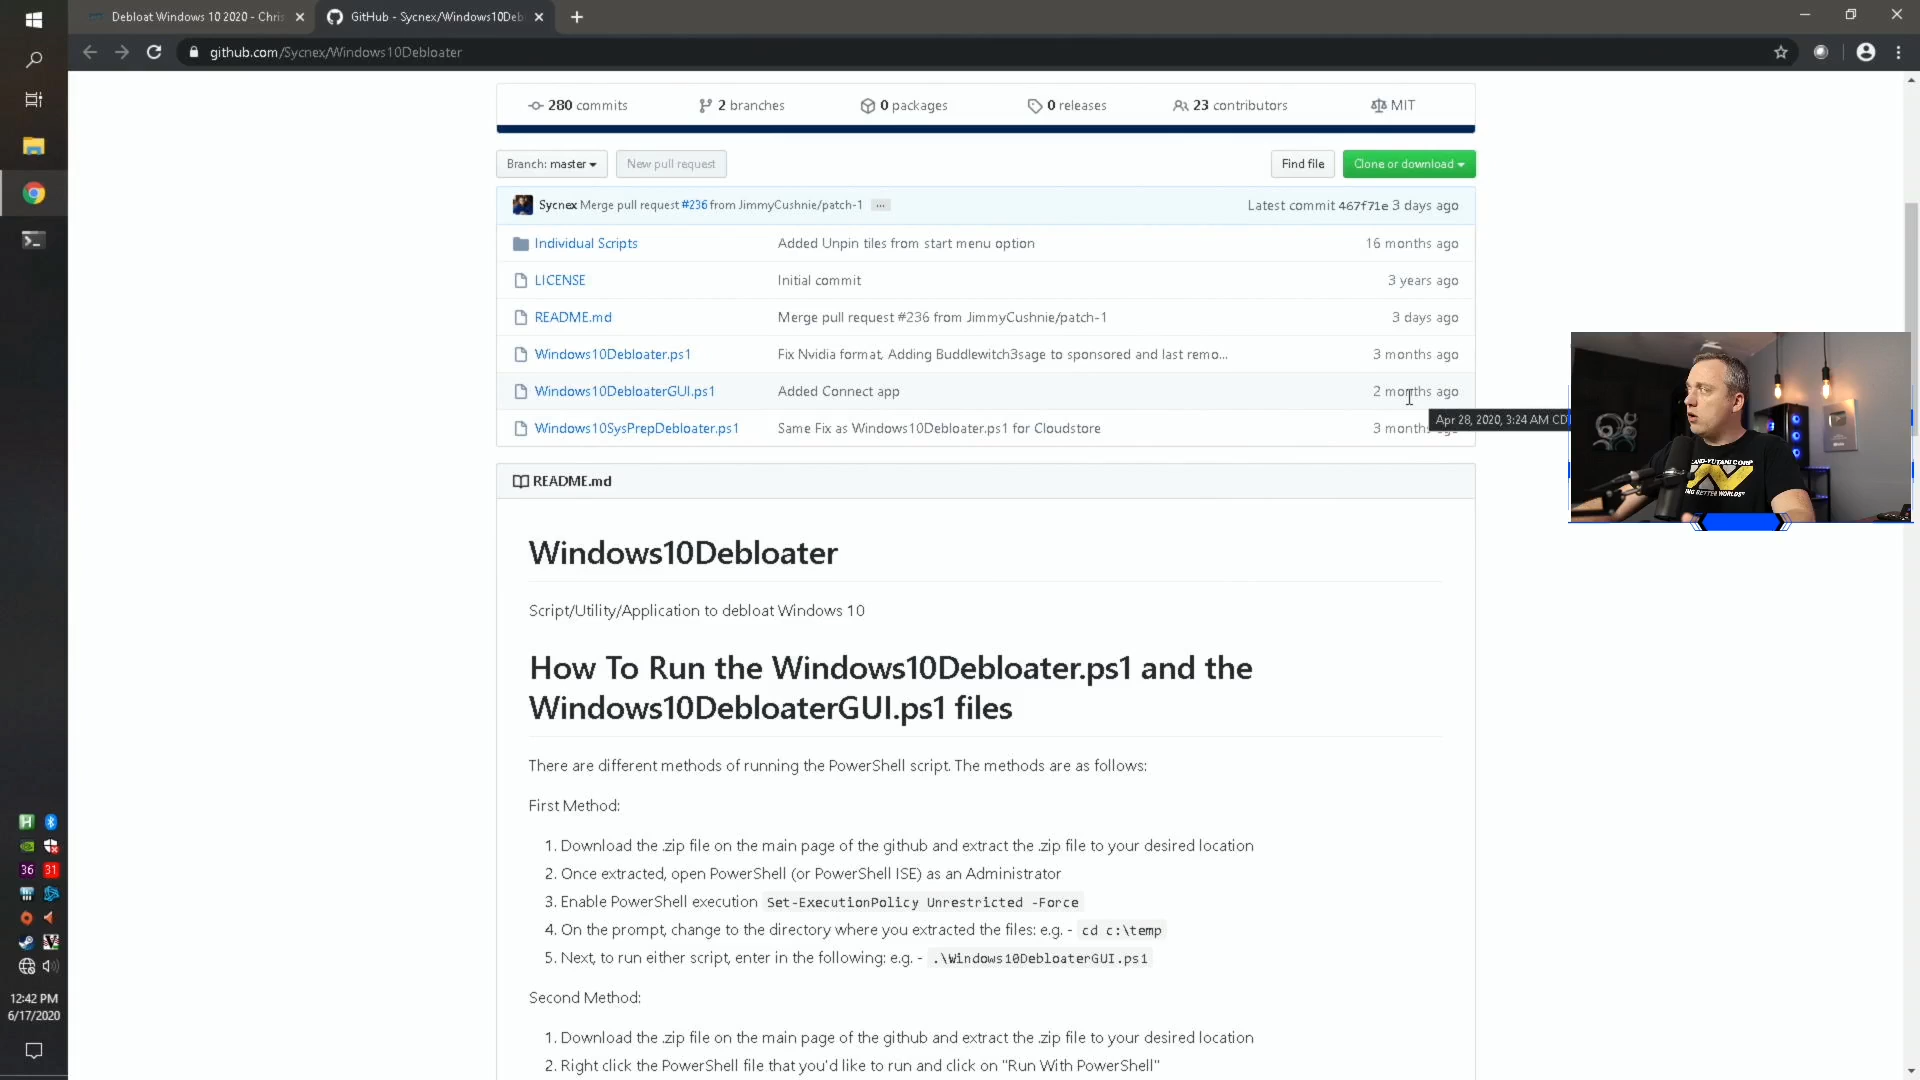 Debloat Windows 10 2020 - Chris
GitHub - Sycnex/Windows10Deb
github.com/Sycnex/Windows10Debloater
280 commits
2 branches
0 packages
0 releases
23 contributors
MIT
Branch: master
New pull request
Find file
Clone or download
Sycnex Merge pull request #236 from JimmyCushnie/patch-1 ...
Latest commit 467f71e 3 days ago
Individual Scripts
Added Unpin tiles from start menu option
16 months ago
LICENSE
Initial commit
3 years ago
README.md
Merge pull request #236 from JimmyCushnie/patch-1
3 days ago
Windows10Debloater.ps1
Fix Nvidia format, Adding Buddlewitch3sage to sponsored and last remo...
3 months ago
Windows10DebloaterGUI.ps1
Added Connect app
2 months ago
Apr 28, 2020, 3:24 AM CD
Windows10SysPrepDebloater.ps1
Same Fix as Windows10Debloater.ps1 for Cloudstore
3 month
README.md
Windows10Debloater
Script/Utility/Application to debloat Windows 10
How To Run the Windows10Debloater.ps1 and the
Windows10DebloaterGUI.ps1 files
There are different methods of running the PowerShell script. The methods are as follows:
First Method:
1. Download the .zip file on the main page of the github and extract the .zip file to your desired location
2. Once extracted, open PowerShell (or PowerShell ISE) as an Administrator
3. Enable PowerShell execution Set-ExecutionPolicy Unrestricted -Force
4. On the prompt, change to the directory where you extracted the files: e.g. - cd c:\temp
5. Next, to run either script, enter in the following: e.g. - .\Windows10DebloaterGUI.ps1
Second Method:
1. Download the .zip file on the main page of the github and extract the .zip file to your desired location
2. Right click the PowerShell file that you'd like to run and click on "Run With PowerShell"
36 31
12:42 PM
6/17/2020
AND-YUTANI CORP
NG BETTER WORLDS"